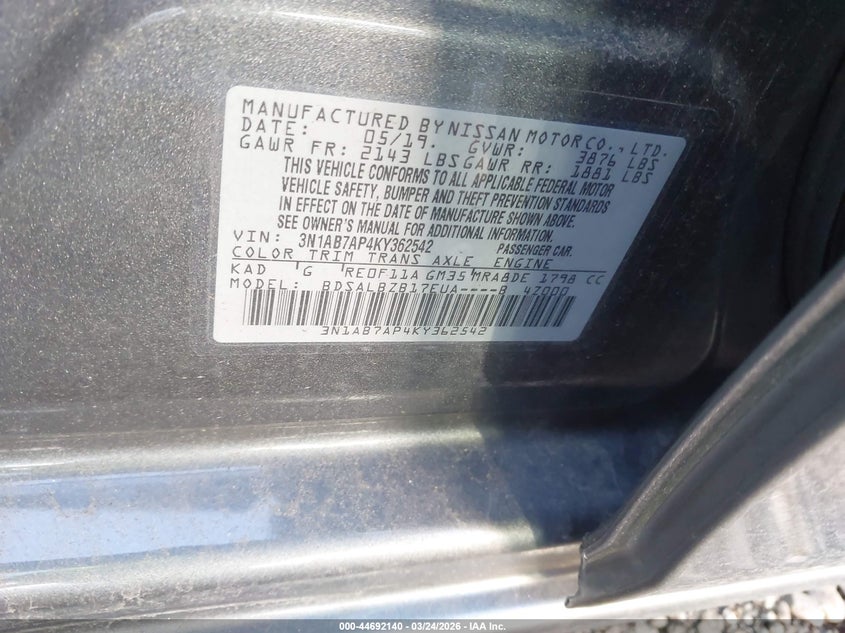 MANUFACTURED BY NISSAN MOTOR CO., LTD.
DATE: 05/19. GVWR: 3876 LBS
GAWR FR: 2143 LBS GAWR RR: 1881 LBS
THIS VEHICLE CONFORMS TO ALL APPLICABLE FEDERAL MOTOR
VEHICLE SAFETY, BUMPER AND THEFT PREVENTION STANDARDS
IN EFFECT ON THE DATE OF MANUFACTURE SHOWN ABOVE.
SEE OWNER'S MANUAL FOR ADDITIONAL INFORMATION
VIN: 3N1AB7AP4KY362542 PASSENGER CAR.
COLOR TRIM TRANS AXLE ENGINE
KAD G RE0F11A GM35 MRA8DE 1798 CC
MODEL: BDSALBZB17EUA----B 42000
3N1AB7AP4KY362542
000-44692140 - 03/24/2026 - IAA Inc.